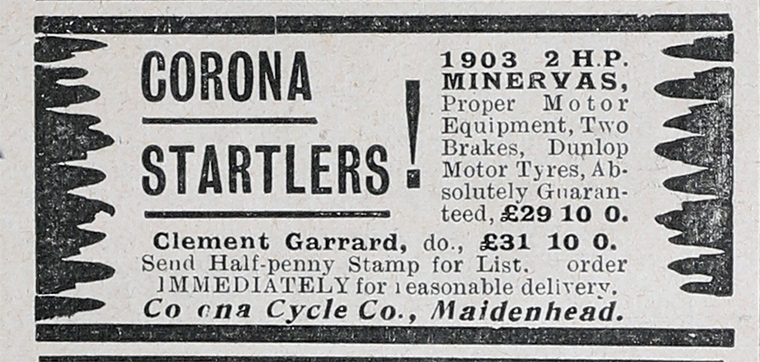 CORONA
STARTLERS!
1903 2 H.P.
MINERVAS,
Proper Motor
Equipment, Two
Brakes, Dunlop
Motor Tyres, Ab-
solutely Guaran-
teed, £29 10 0.
Clement Garrard, do., £31 10 0.
Send Half-penny Stamp for List. order
IMMEDIATELY for reasonable delivery.
Co ona Cycle Co., Maidenhead.